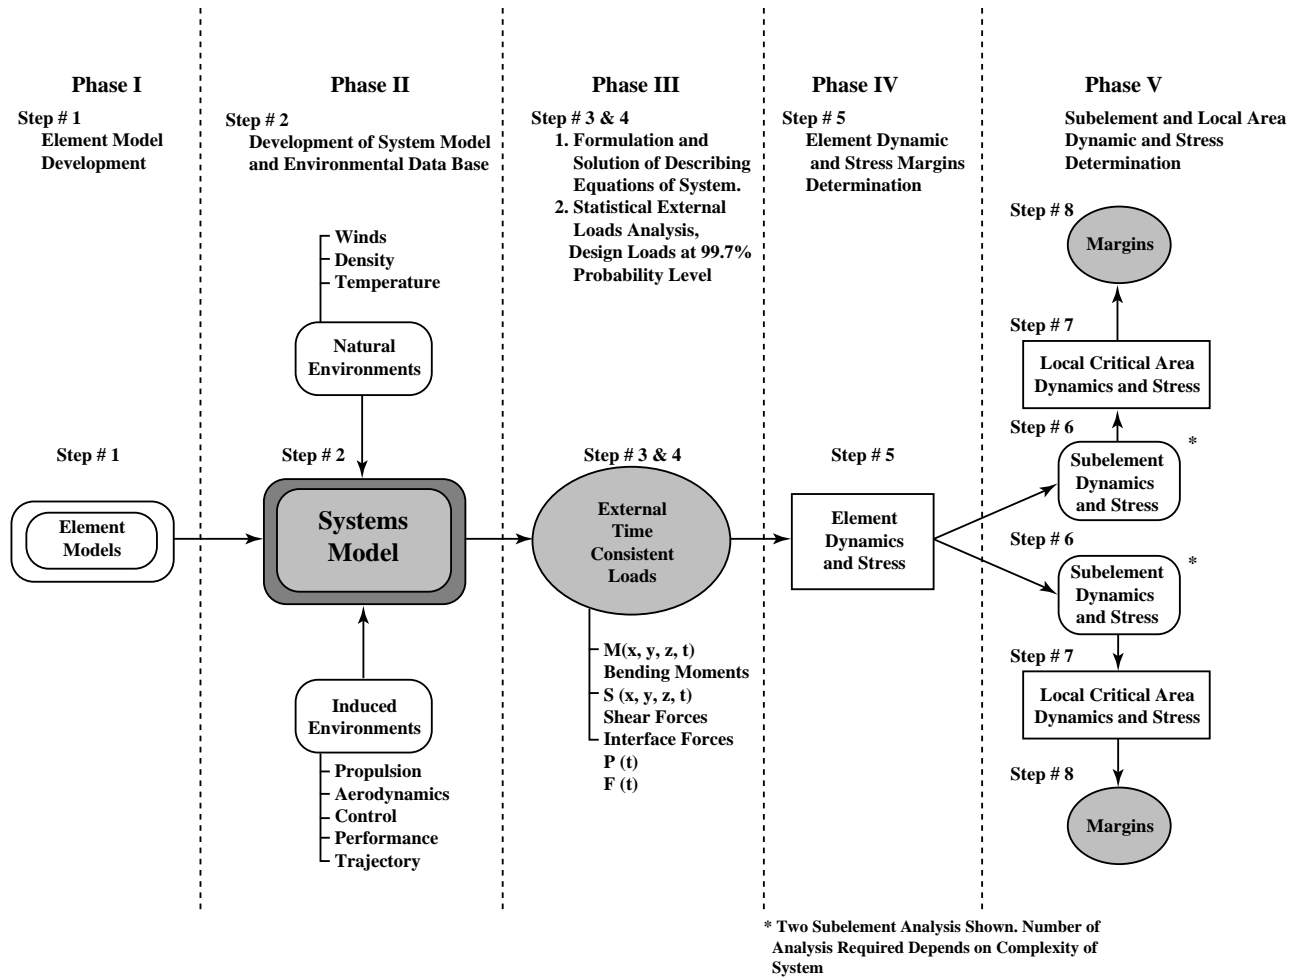 Phase I
Step # 1
Element Model
Development
Phase II
Step # 2
Development of System Model
and Environmental Data Base
Phase III
Step # 3 & 4
1. Formulation and
Solution of Describing
Equations of System.
2. Statistical External
Loads Analysis,
Design Loads at 99.7%
Probability Level
Phase IV
Step # 5
Element Dynamic
and Stress Margins
Determination
Phase V
Subelement and Local Area
Dynamic and Stress
Determination
Step # 1
Element
Models
Winds
Density
Temperature
Natural
Environments
Step # 2
Systems
Model
Induced
Environments
Propulsion
Aerodynamics
Control
Performance
Trajectory
Step # 3 & 4
External
Time
Consistent
Loads
M(x, y, z, t)
Bending Moments
S (x, y, z, t)
Shear Forces
Interface Forces
P (t)
F (t)
Step # 5
Element
Dynamics
and Stress
Step # 8
Margins
Step # 7
Local Critical Area
Dynamics and Stress
Step # 6
*
Subelement
Dynamics
and Stress
Step # 6
*
Subelement
Dynamics
and Stress
Step # 7
Local Critical Area
Dynamics and Stress
Step # 8
Margins
* Two Subelement Analysis Shown. Number of
Analysis Required Depends on Complexity of
System